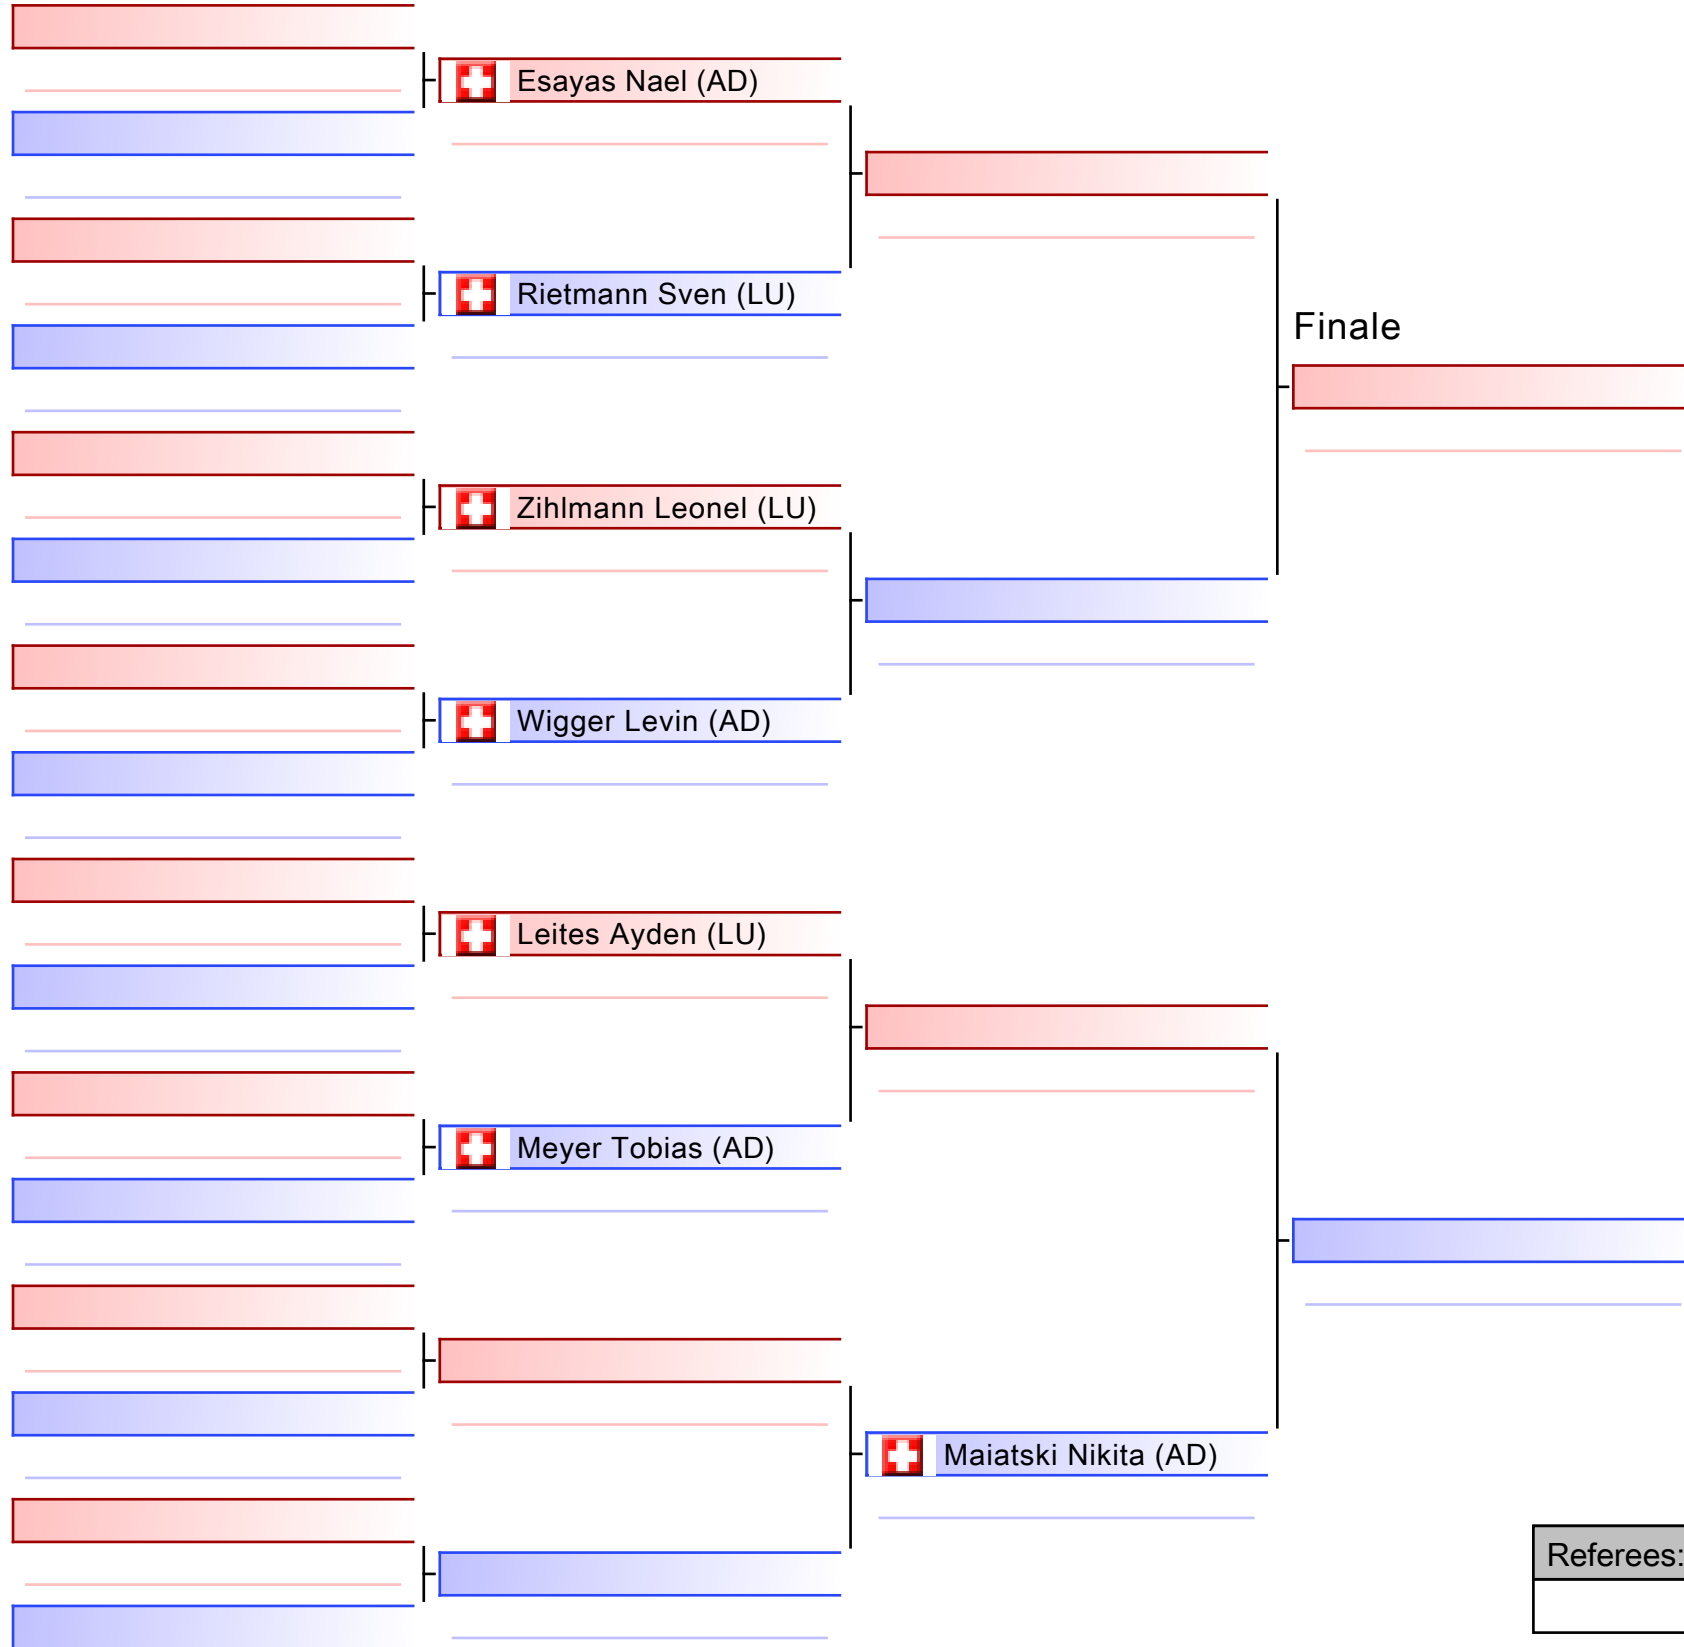 Esayas Nael (AD)
Rietmann Sven (LU)
Finale
Zihlmann Leonel (LU)
Wigger Levin (AD)
Leites Ayden (LU)
Meyer Tobias (AD)
Maiatski Nikita (AD)
Referees: